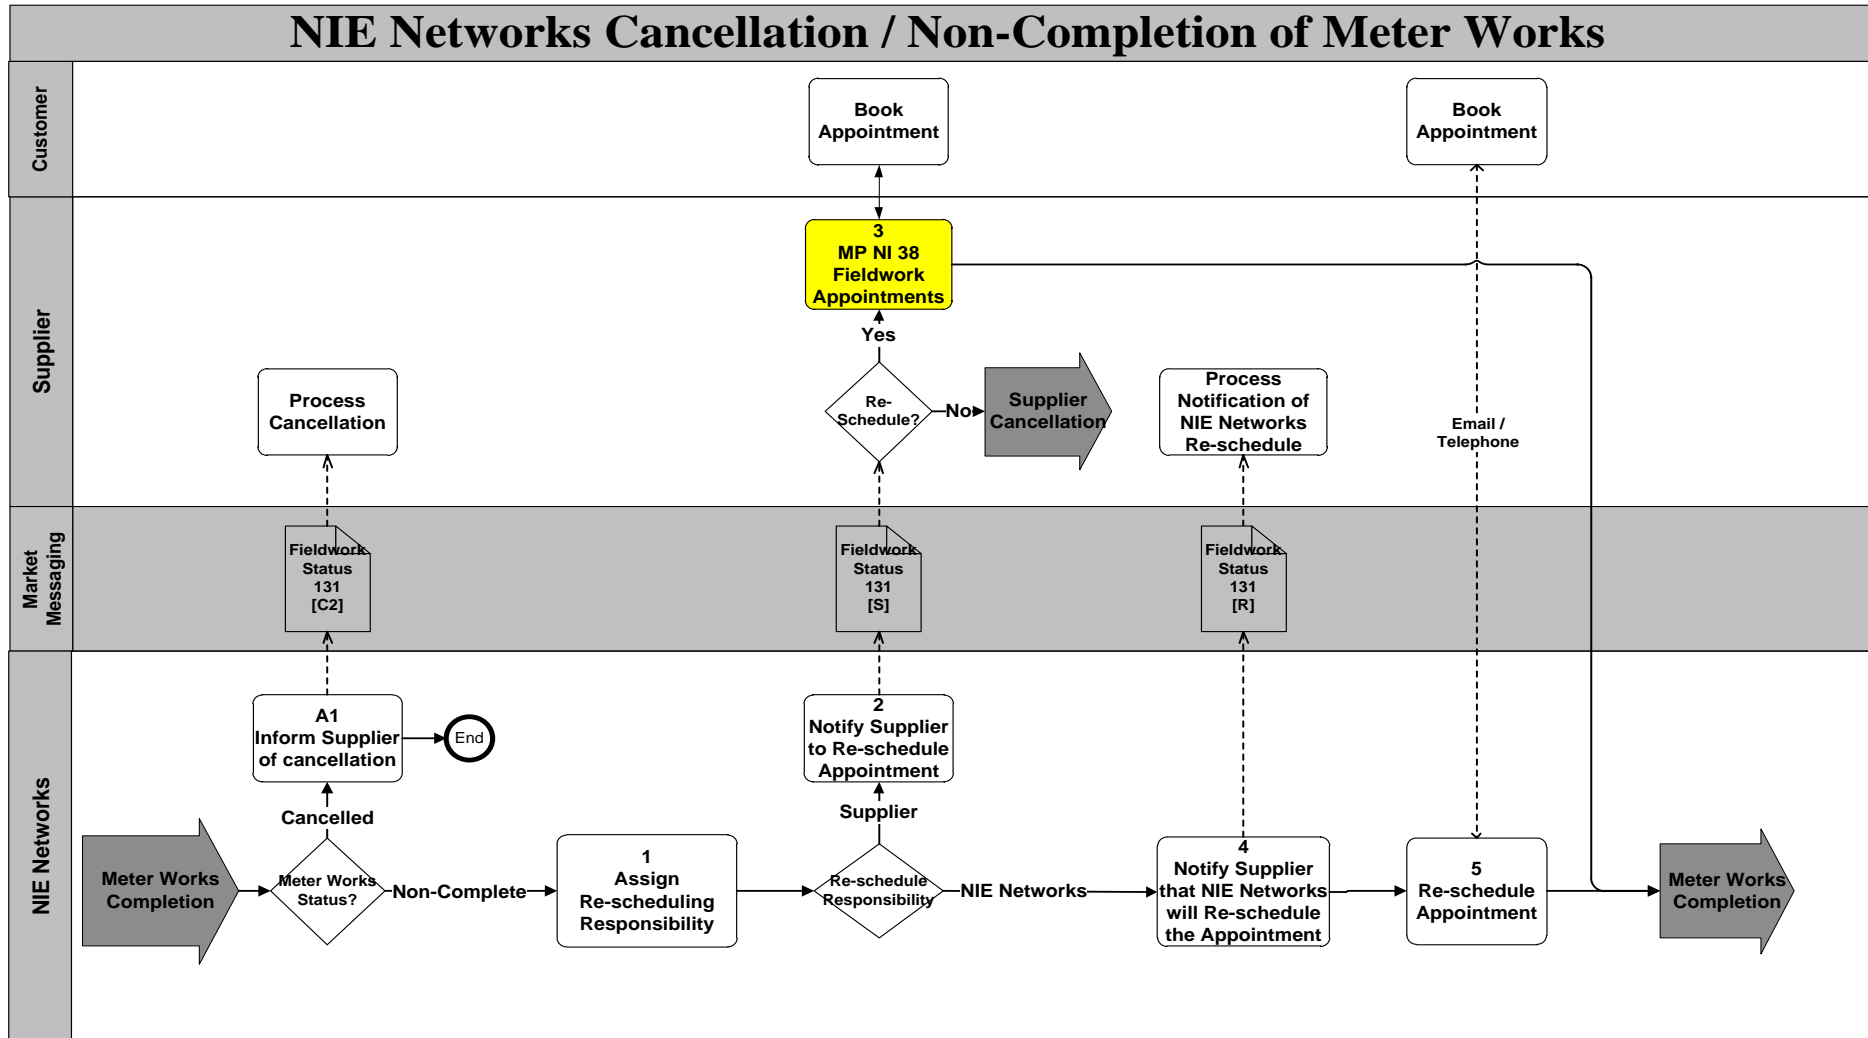 NIE Networks Cancellation / Non-Completion of Meter Works
Customer
Book
Appointment
Book
Appointment
Supplier
3
MP NI 38
Fieldwork
Appointments
Yes
Process
Cancellation
Re-
Schedule?
No
Supplier
Cancellation
Process
Notification of
NIE Networks
Re-schedule
Email /
Telephone
Market
Messaging
Fieldwork
Status
131
[C2]
Fieldwork
Status
131
[S]
Fieldwork
Status
131
[R]
NIE Networks
A1
Inform Supplier
of cancellation
End
2
Notify Supplier
to Re-schedule
Appointment
Cancelled
Supplier
Meter Works
Completion
Meter Works
Status?
Non-Complete
1
Assign
Re-scheduling
Responsibility
Re-schedule
Responsibility
NIE Networks
4
Notify Supplier
that NIE Networks
will Re-schedule
the Appointment
5
Re-schedule
Appointment
Meter Works
Completion